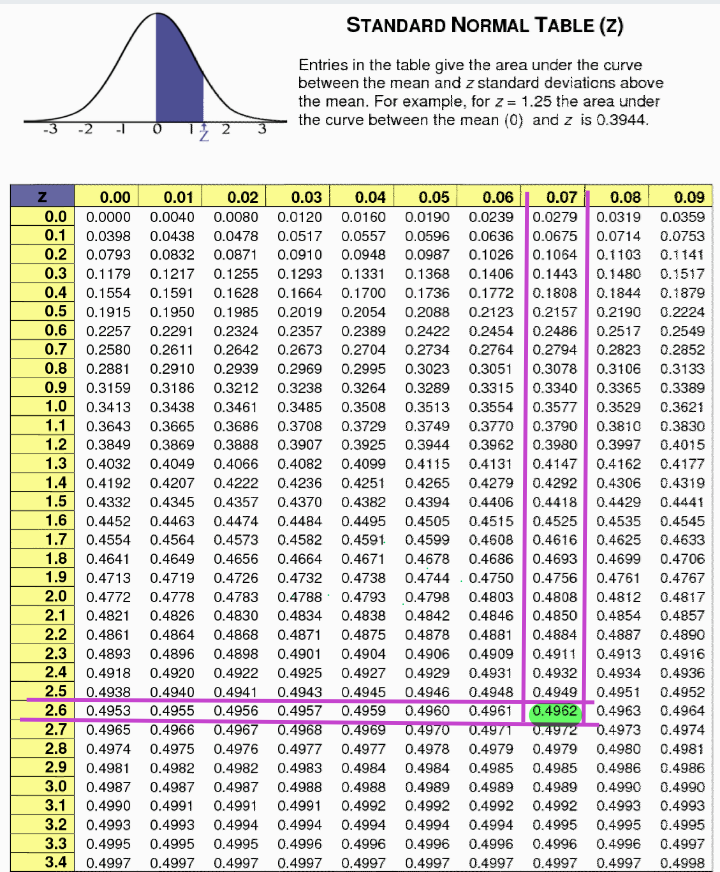 STANDARD NORMAL TABLE (Z)
Entries in the table give the area under the curve
between the mean and z standard deviations above
the mean. For example, for z = 1.25 the area under
the curve between the mean (0) and z is 0.3944.
-3 -2 -1 0 1 z 2 3
Z 0.00 0.01 0.02 0.03 0.04 0.05 0.06 0.07 0.08 0.09
0.0 0.0000 0.0040 0.0080 0.0120 0.0160 0.0190 0.0239 0.0279 0.0319 0.0359
0.1 0.0398 0.0438 0.0478 0.0517 0.0557 0.0596 0.0636 0.0675 0.0714 0.0753
0.2 0.0793 0.0832 0.0871 0.0910 0.0948 0.0987 0.1026 0.1064 0.1103 0.1141
0.3 0.1179 0.1217 0.1255 0.1293 0.1331 0.1368 0.1406 0.1443 0.1480 0.1517
0.4 0.1554 0.1591 0.1628 0.1664 0.1700 0.1736 0.1772 0.1808 0.1844 0.1879
0.5 0.1915 0.1950 0.1985 0.2019 0.2054 0.2088 0.2123 0.2157 0.2190 0.2224
0.6 0.2257 0.2291 0.2324 0.2357 0.2389 0.2422 0.2454 0.2486 0.2517 0.2549
0.7 0.2580 0.2611 0.2642 0.2673 0.2704 0.2734 0.2764 0.2794 0.2823 0.2852
0.8 0.2881 0.2910 0.2939 0.2969 0.2995 0.3023 0.3051 0.3078 0.3106 0.3133
0.9 0.3159 0.3186 0.3212 0.3238 0.3264 0.3289 0.3315 0.3340 0.3365 0.3389
1.0 0.3413 0.3438 0.3461 0.3485 0.3508 0.3513 0.3554 0.3577 0.3529 0.3621
1.1 0.3643 0.3665 0.3686 0.3708 0.3729 0.3749 0.3770 0.3790 0.3810 0.3830
1.2 0.3849 0.3869 0.3888 0.3907 0.3925 0.3944 0.3962 0.3980 0.3997 0.4015
1.3 0.4032 0.4049 0.4066 0.4082 0.4099 0.4115 0.4131 0.4147 0.4162 0.4177
1.4 0.4192 0.4207 0.4222 0.4236 0.4251 0.4265 0.4279 0.4292 0.4306 0.4319
1.5 0.4332 0.4345 0.4357 0.4370 0.4382 0.4394 0.4406 0.4418 0.4429 0.4441
1.6 0.4452 0.4463 0.4474 0.4484 0.4495 0.4505 0.4515 0.4525 0.4535 0.4545
1.7 0.4554 0.4564 0.4573 0.4582 0.4591 0.4599 0.4608 0.4616 0.4625 0.4633
1.8 0.4641 0.4649 0.4656 0.4664 0.4671 0.4678 0.4686 0.4693 0.4699 0.4706
1.9 0.4713 0.4719 0.4726 0.4732 0.4738 0.4744 0.4750 0.4756 0.4761 0.4767
2.0 0.4772 0.4778 0.4783 0.4788 0.4793 0.4798 0.4803 0.4808 0.4812 0.4817
2.1 0.4821 0.4826 0.4830 0.4834 0.4838 0.4842 0.4846 0.4850 0.4854 0.4857
2.2 0.4861 0.4864 0.4868 0.4871 0.4875 0.4878 0.4881 0.4884 0.4887 0.4890
2.3 0.4893 0.4896 0.4898 0.4901 0.4904 0.4906 0.4909 0.4911 0.4913 0.4916
2.4 0.4918 0.4920 0.4922 0.4925 0.4927 0.4929 0.4931 0.4932 0.4934 0.4936
2.5 0.4938 0.4940 0.4941 0.4943 0.4945 0.4946 0.4948 0.4949 0.4951 0.4952
2.6 0.4953 0.4955 0.4956 0.4957 0.4959 0.4960 0.4961 0.4962 0.4963 0.4964
2.7 0.4965 0.4966 0.4967 0.4968 0.4969 0.4970 0.4971 0.4972 0.4973 0.4974
2.8 0.4974 0.4975 0.4976 0.4977 0.4977 0.4978 0.4979 0.4979 0.4980 0.4981
2.9 0.4981 0.4982 0.4982 0.4983 0.4984 0.4984 0.4985 0.4985 0.4986 0.4986
3.0 0.4987 0.4987 0.4987 0.4988 0.4988 0.4989 0.4989 0.4989 0.4990 0.4990
3.1 0.4990 0.4991 0.4991 0.4991 0.4992 0.4992 0.4992 0.4992 0.4993 0.4993
3.2 0.4993 0.4993 0.4994 0.4994 0.4994 0.4994 0.4994 0.4995 0.4995 0.4995
3.3 0.4995 0.4995 0.4995 0.4996 0.4996 0.4996 0.4996 0.4996 0.4996 0.4997
3.4 0.4997 0.4997 0.4997 0.4997 0.4997 0.4997 0.4997 0.4997 0.4997 0.4998